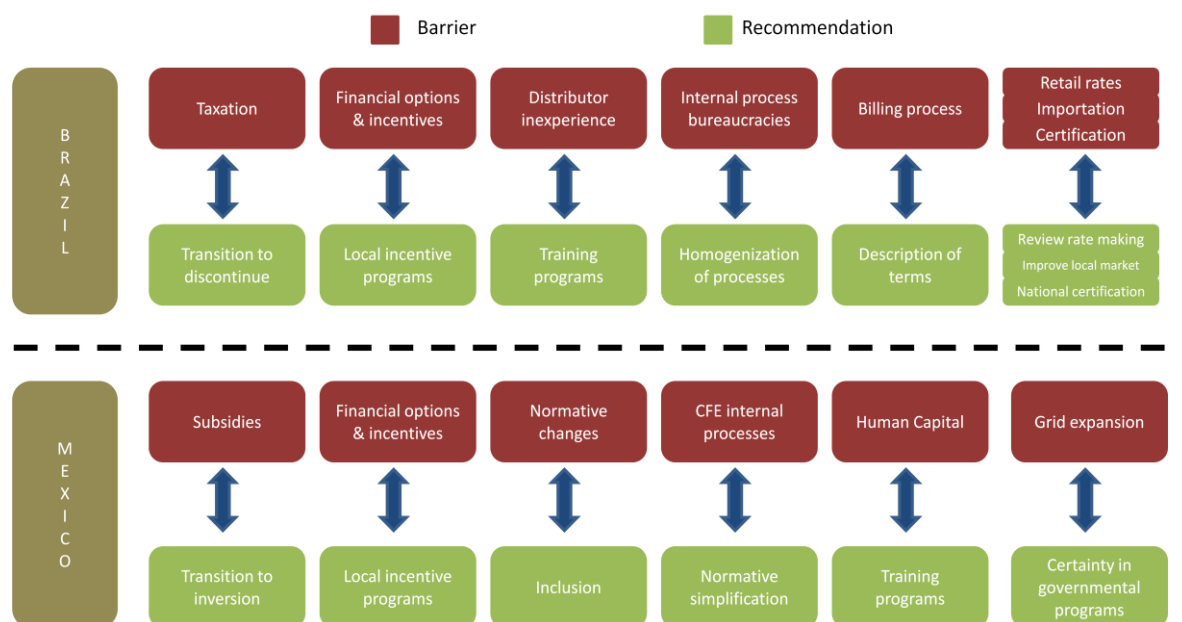 Barrier
Recommendation
BRAZIL
Taxation
Financial options
& incentives
Distributor
inexperience
Internal process
bureaucracies
Billing process
Retail rates
Importation
Certification
Transition to
discontinue
Local incentive
programs
Training
programs
Homogenization
of processes
Description of
terms
Review rate making
Improve local market
National certification
MEXICO
Subsidies
Financial options
& incentives
Normative
changes
CFE internal
processes
Human Capital
Grid expansion
Transition to
inversion
Local incentive
programs
Inclusion
Normative
simplification
Training
programs
Certainty in
governmental
programs